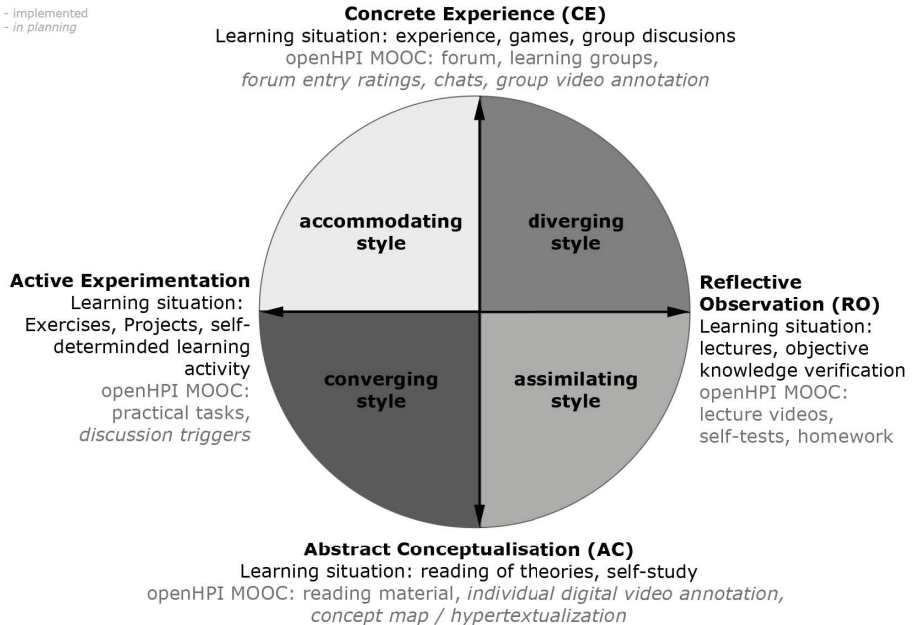 - implemented
- in planning
Concrete Experience (CE)
Learning situation: experience, games, group discusions
openHPI MOOC: forum, learning groups,
forum entry ratings, chats, group video annotation
accommodating
style
diverging
style
Active Experimentation
Learning situation:
Exercises, Projects, self-
determinded learning
activity
openHPI MOOC:
practical tasks,
discussion triggers
Reflective
Observation (RO)
Learning situation:
lectures, objective
knowledge verification
openHPI MOOC:
lecture videos,
self-tests, homework
converging
style
assimilating
style
Abstract Conceptualisation (AC)
Learning situation: reading of theories, self-study
openHPI MOOC: reading material, individual digital video annotation,
concept map / hypertextualization